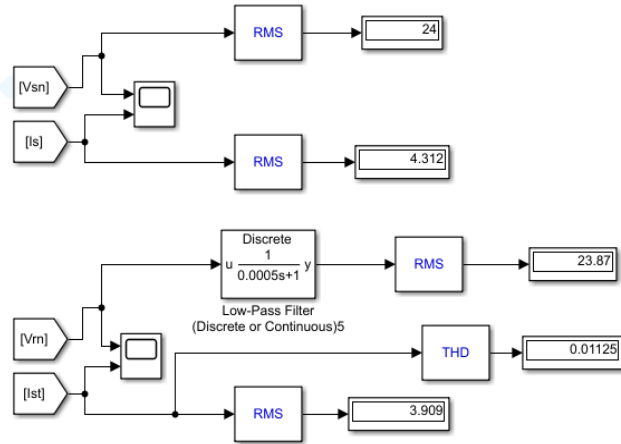 RMS
24
[Vsn]
[Is]
RMS
4.312
Discrete
1
u
y
0.0005s+1
RMS
23.87
Low-Pass Filter
(Discrete or Continuous)5
[Vrn]
THD
0.01125
[Ist]
RMS
3.909